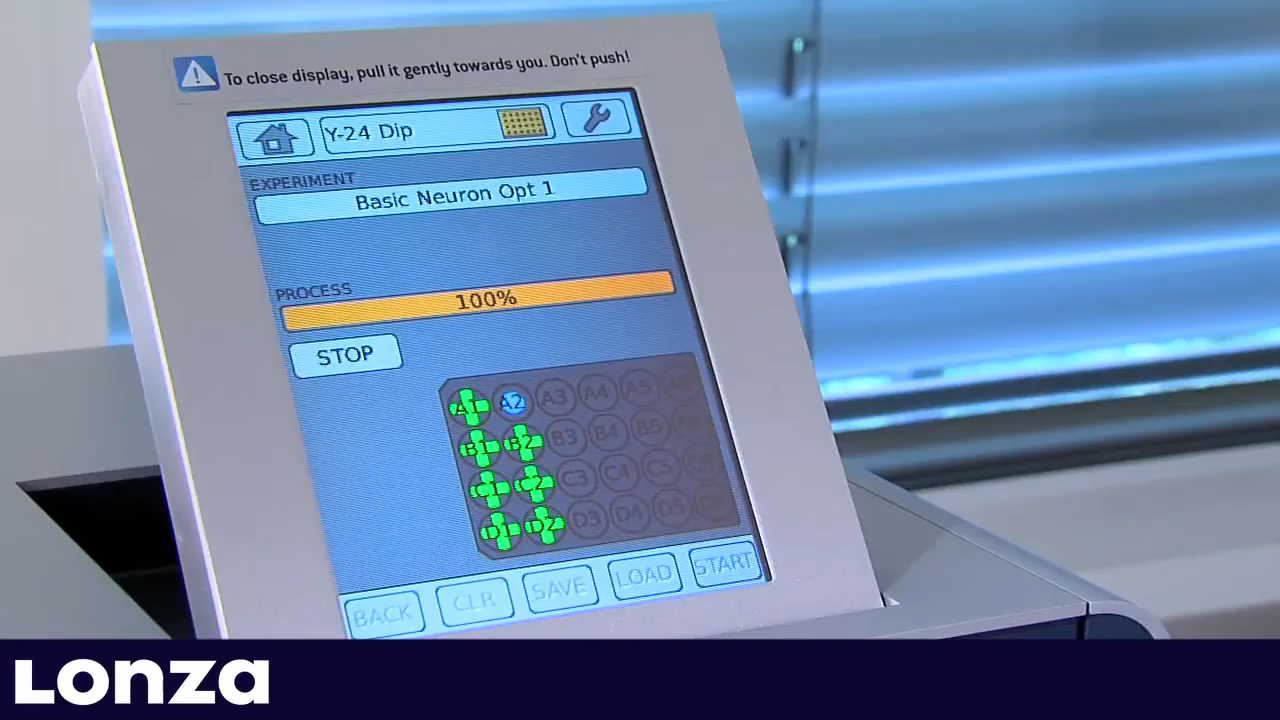 To close display, pull it gently towards you. Don't push!
Y-24 Dip
EXPERIMENT
Basic Neuron Opt 1
PROCESS
100%
STOP
A1 A2 A3 A4 A5 A6
B1 B2 B3 B4 B5
C1 C2 C3 C4 C5
D1 D2 D3 D4 D5
BACK CLR SAVE LOAD START
Lonza